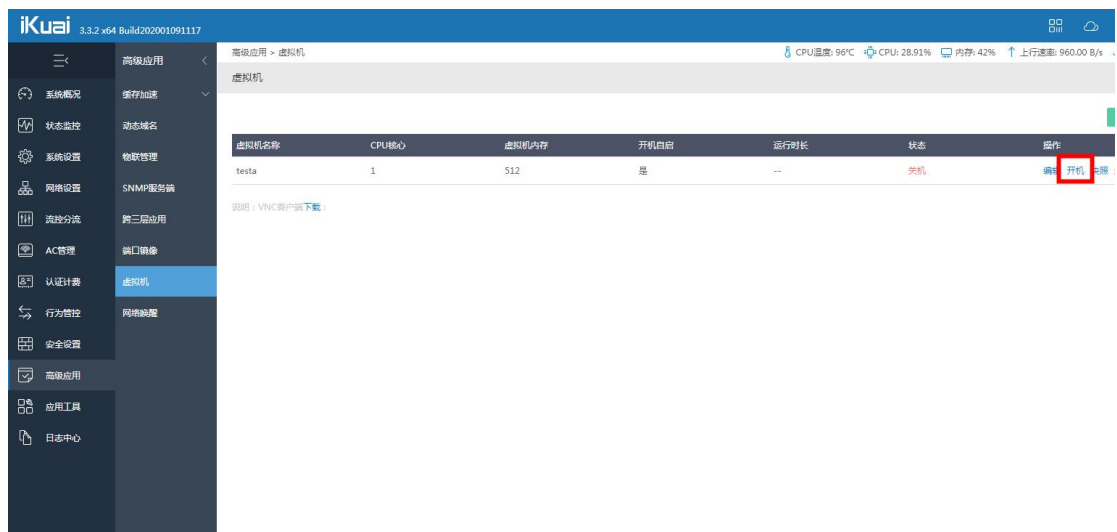 iKuai 3.3.2 x64 Build202001091117
高级应用 > 虚拟机 CPU温度: 96℃ CPU: 28.91% 内存: 42% 上行速率: 960.00 B/s
虚拟机
高级应用
缓存加速
动态域名
物联管理
SNMP服务端
跨三层应用
端口镜像
虚拟机
网络唤醒
系统概况
状态监控
系统设置
网络设置
流控分流
AC管理
认证计费
行为管控
安全设置
高级应用
应用工具
日志中心
虚拟机名称 CPU核心 虚拟机内存 开机自启 运行时长 状态 操作
testa 1 512 是 -- 关机 编辑 开机 快照
说明：VNC客户端下载：